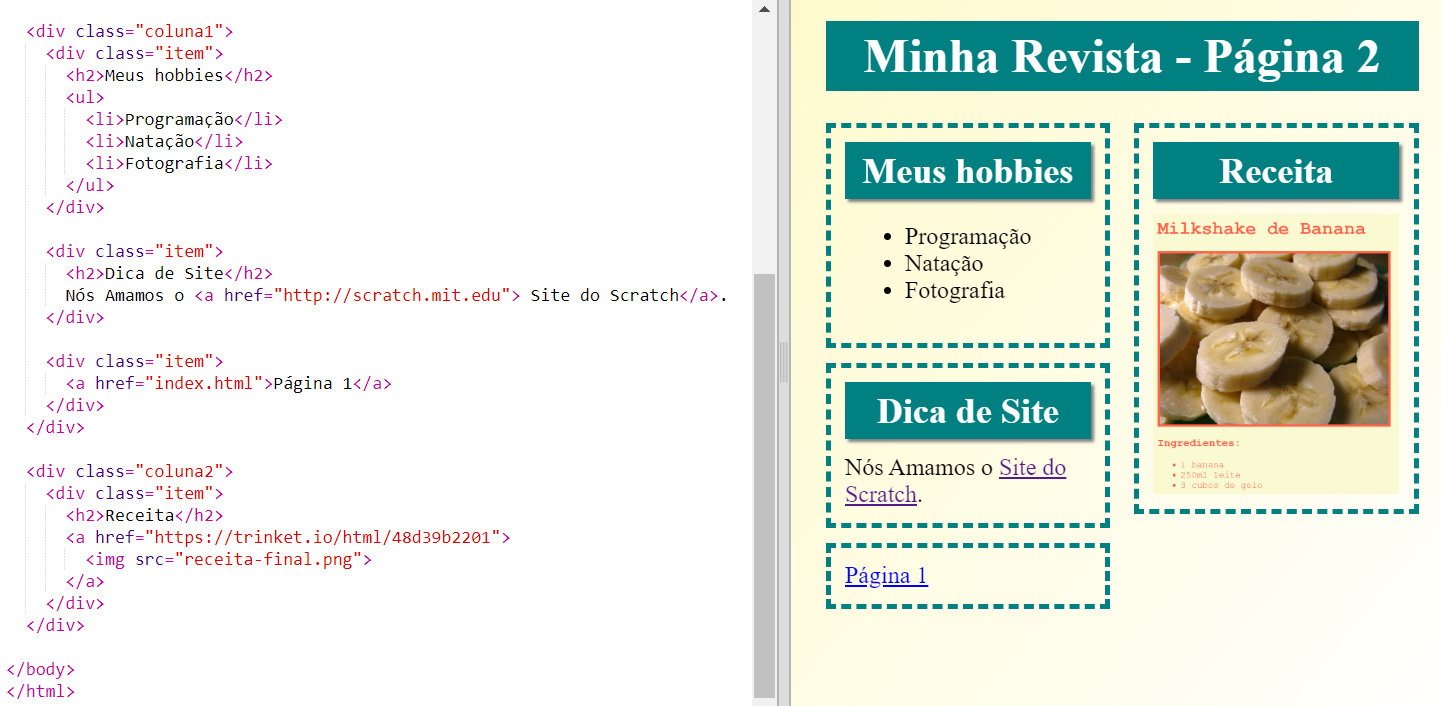 <div class="coluna1">
<div class="item">
<h2>Meus hobbies</h2>
<ul>
<li>Programação</li>
<li>Natação</li>
<li>Fotografia</li>
</ul>
</div>
<div class="item">
<h2>Dica de Site</h2>
Nós Amamos o <a href="http://scratch.mit.edu"> Site do Scratch</a>.
</div>
<div class="item">
<a href="index.html">Página 1</a>
</div>
</div>
<div class="coluna2">
<div class="item">
<h2>Receita</h2>
<a href="https://trinket.io/html/48d39b2201">
<img src="receita-final.png">
</a>
</div>
</div>
</body>
</html>
Minha Revista - Página 2
Meus hobbies
Programação
Natação
Fotografia
Dica de Site
Nós Amamos o Site do
Scratch.
Página 1
Receita
Milkshake de Banana
Ingredientes:
1 banana
250ml leite
3 cubos de gelo